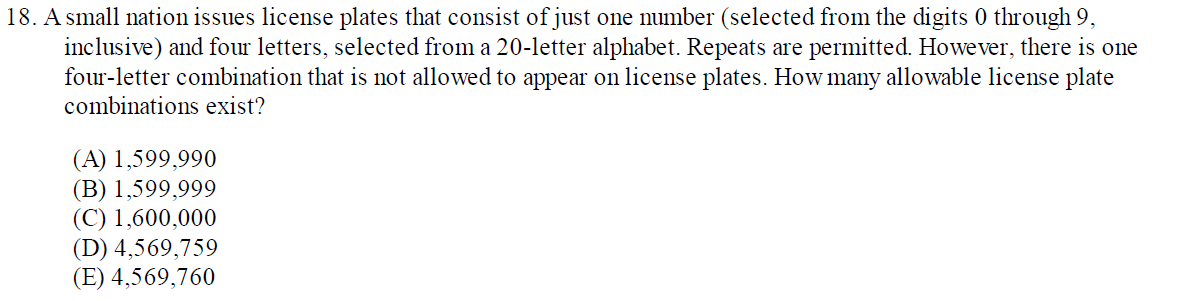 18. A small nation issues license plates that consist of just one number (selected from the digits 0 through 9,
inclusive) and four letters, selected from a 20-letter alphabet. Repeats are permitted. However, there is one
four-letter combination that is not allowed to appear on license plates. How many allowable license plate
combinations exist?
(A) 1,599,990
(B) 1,599,999
(C) 1,600,000
(D) 4,569,759
(E) 4,569,760